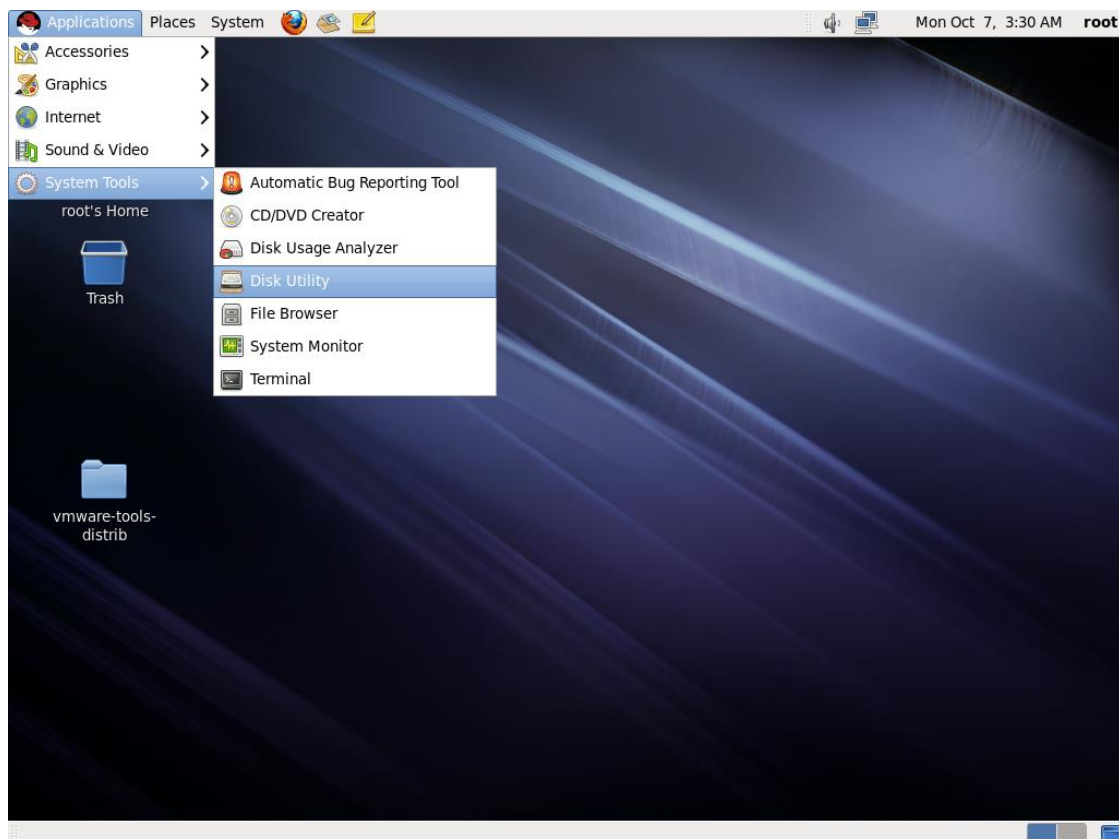 Applications Places System Mon Oct 7, 3:30 AM root
Accessories
Graphics
Internet
Sound & Video
System Tools
Automatic Bug Reporting Tool
CD/DVD Creator
Disk Usage Analyzer
Disk Utility
File Browser
System Monitor
Terminal
root's Home
Trash
vmware-tools-
distrib